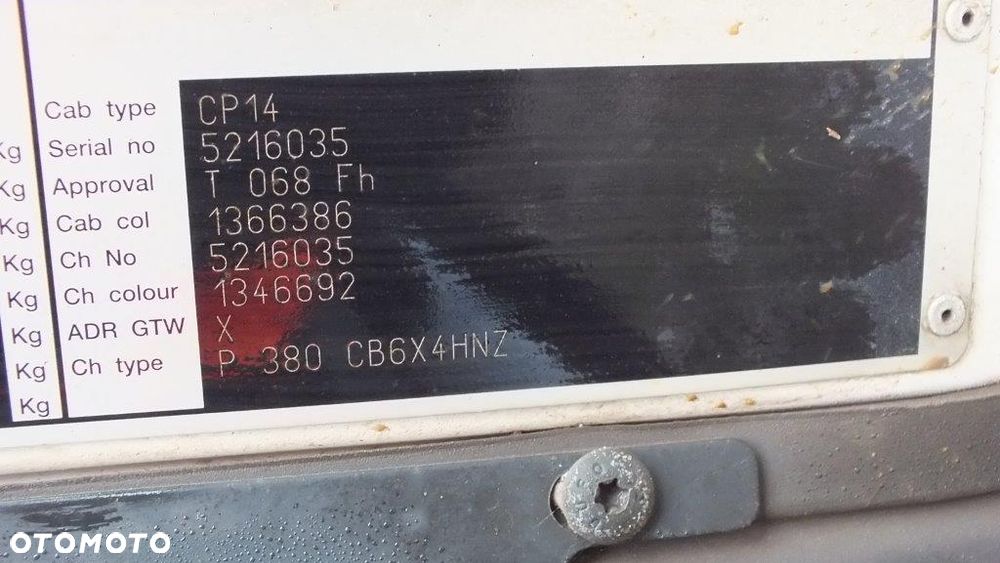 Cab type CP14
Kg Serial no 5216035
Kg Approval T 068 Fh
Kg Cab col 1366386
Kg Ch No 5216035
Kg Ch colour 1346692
Kg ADR GTW X
Kg Ch type P 380 CB6X4HNZ
Kg
OTOMOTO